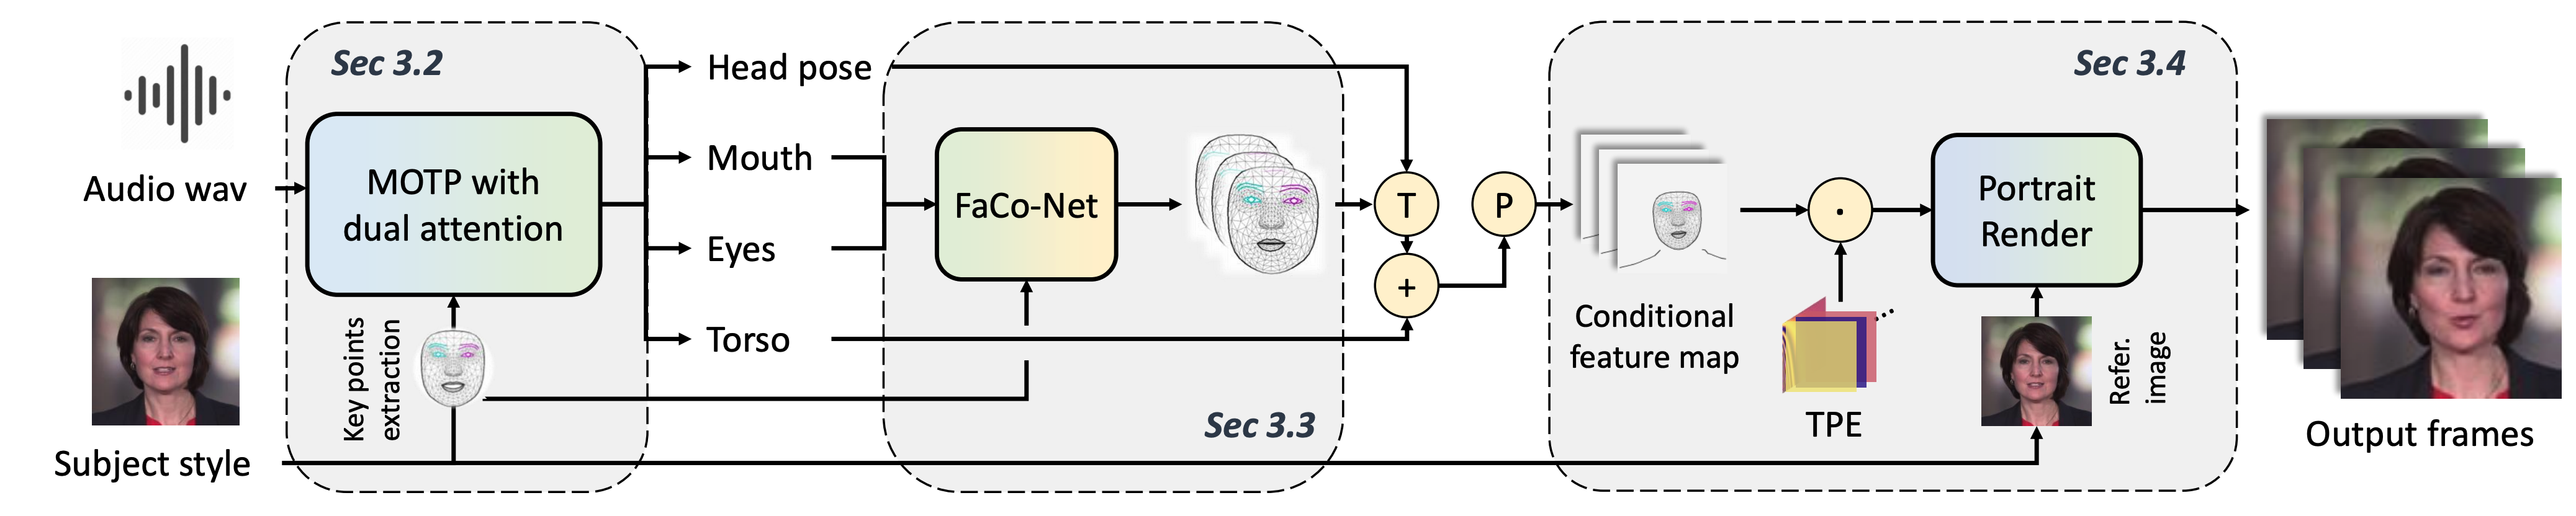 Sec 3.2
Audio wav
MOTP with
dual attention
Key points
extraction
Subject style
Head pose
Mouth
Eyes
Torso
FaCo-Net
Sec 3.3
T
+
P
Sec 3.4
Conditional
feature map
·
TPE
Portrait
Render
Refer.
image
Output frames